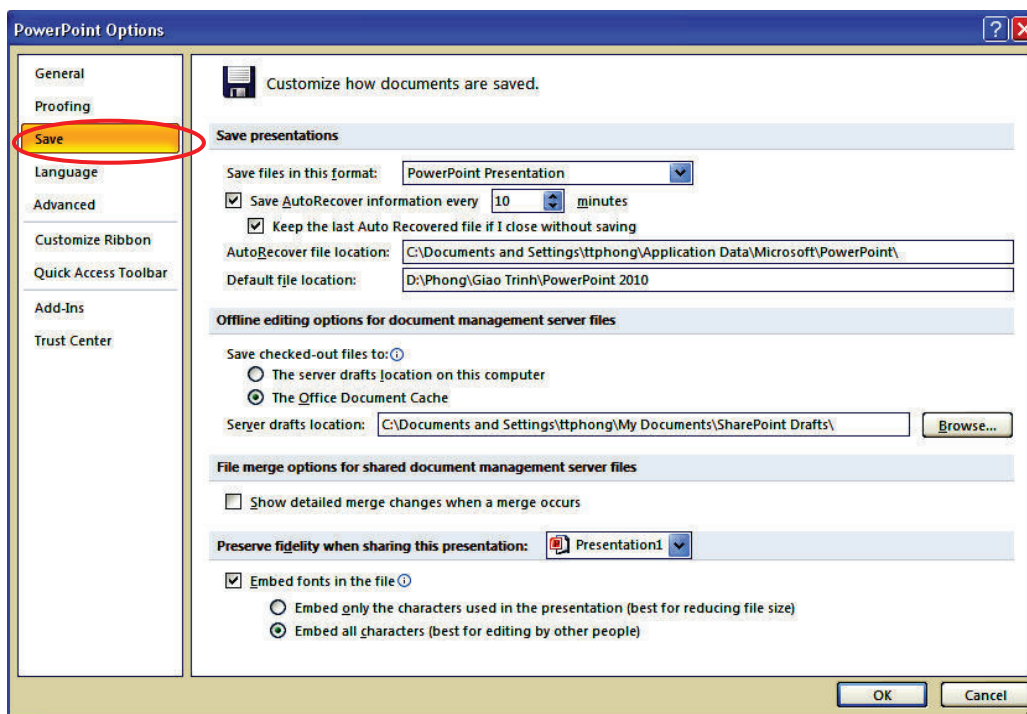 PowerPoint Options
General
Proofing
Save
Language
Advanced
Customize Ribbon
Quick Access Toolbar
Add-Ins
Trust Center
Customize how documents are saved.
Save presentations
Save files in this format: PowerPoint Presentation
Save AutoRecover information every 10 minutes
Keep the last Auto Recovered file if I close without saving
AutoRecover file location: C:\Documents and Settings\ttphong\Application Data\Microsoft\PowerPoint\
Default file location: D:\Phong\Giao Trinh\PowerPoint 2010
Offline editing options for document management server files
Save checked-out files to:
The server drafts location on this computer
The Office Document Cache
Server drafts location: C:\Documents and Settings\ttphong\My Documents\SharePoint Drafts\ Browse...
File merge options for shared document management server files
Show detailed merge changes when a merge occurs
Preserve fidelity when sharing this presentation: Presentation1
Embed fonts in the file
Embed only the characters used in the presentation (best for reducing file size)
Embed all characters (best for editing by other people)
OK Cancel